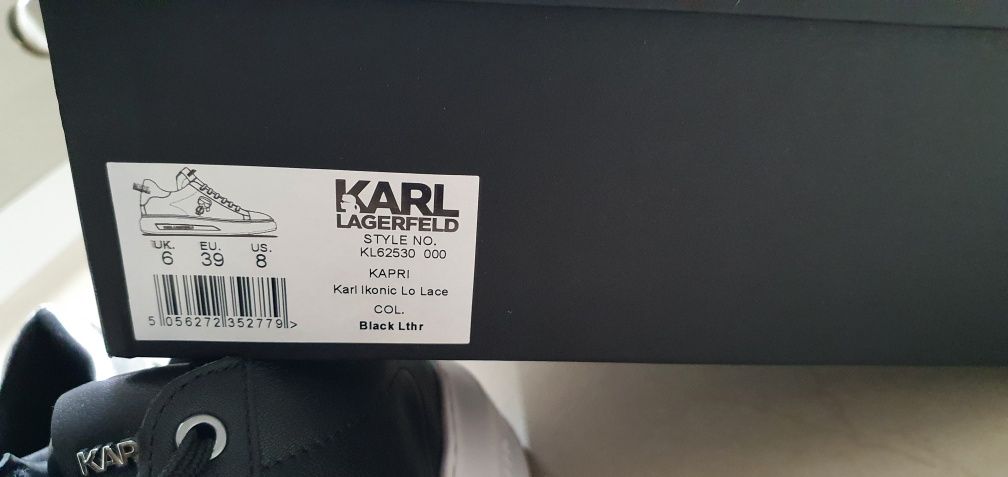 KARL
LAGERFELD
STYLE NO.
KL62530 000
KAPRI
Karl Ikonic Lo Lace
COL.
Black Lthr
UK. EU. US.
6 39 8
5 056272 352779 >
KAR